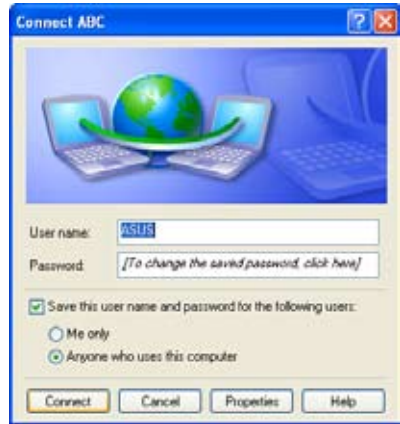 Connect ABC
User name: ASUS
Password: [To change the saved password, click here]
Save this user name and password for the following users:
Me only
Anyone who uses this computer
Connect Cancel Properties Help